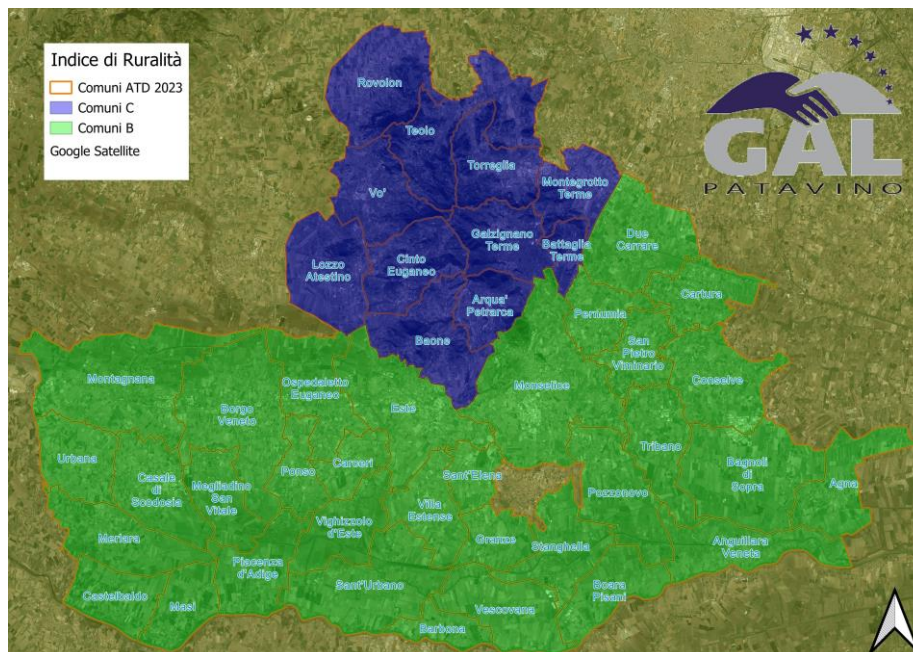 Indice di Ruralità
Comuni ATD 2023
Comuni C
Comuni B
Google Satellite
GAL
PATAVINO
Rovolon
Teolo
Torreglia
Vo'
Montegrotto
Terme
Galzignano
Terme
Battaglia
Terme
Due
Carrare
Lozzo
Atestino
Cinto
Euganeo
Arqua'
Petrarca
Cartura
Baone
Pernumia
San
Pietro
Viminario
Montagnana
Ospedaletto
Euganeo
Monselice
Conselve
Borgo
Veneto
Este
Tribano
Urbana
Casale
di
Scodosia
Megliadino
San
Vitale
Ponso
Carceri
Sant'Elena
Bagnoli
di
Sopra
Agna
Pozzonovo
Villa
Estense
Merlara
Vighizzolo
d'Este
Granze
Stanghella
Anguillara
Veneta
Piacenza
d'Adige
Sant'Urbano
Boara
Pisani
Castelbaldo
Masi
Vescovana
Barbona